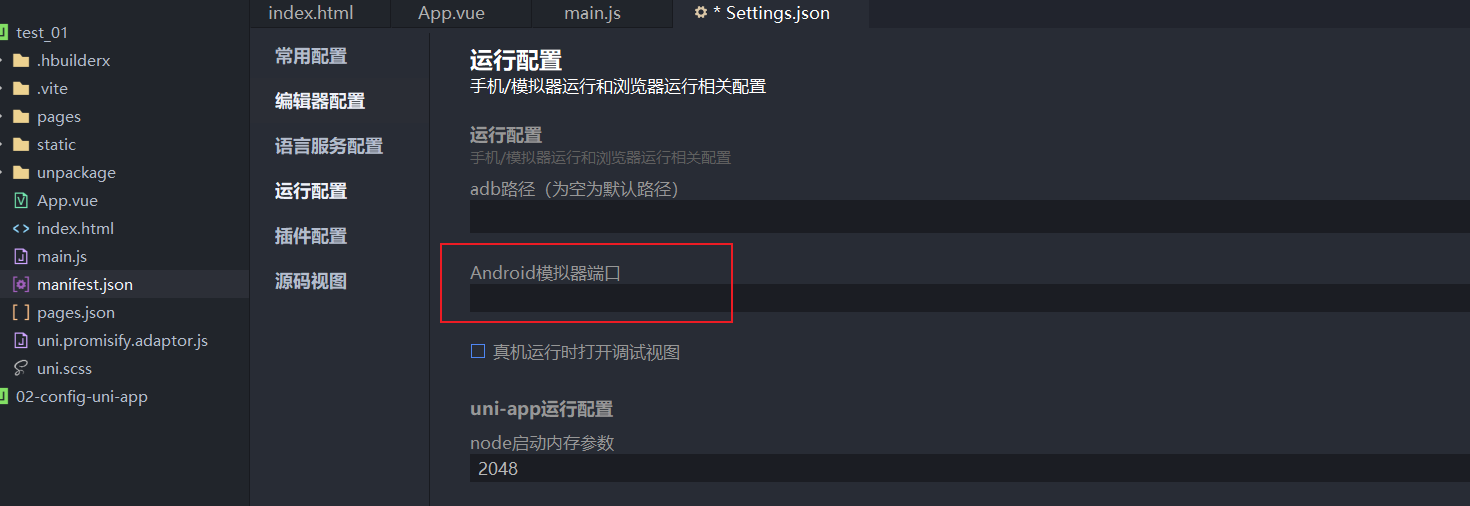 index.html
App.vue
main.js
* Settings.json
test_01
.hbuilderx
.vite
pages
static
unpackage
App.vue
index.html
main.js
manifest.json
pages.json
uni.promisify.adaptor.js
uni.scss
02-config-uni-app
常用配置
编辑器配置
语言服务配置
运行配置
插件配置
源码视图
运行配置
手机/模拟器运行和浏览器运行相关配置
运行配置
手机/模拟器运行和浏览器运行相关配置
adb路径（为空为默认路径）
Android模拟器端口
真机运行时打开调试视图
uni-app运行配置
node启动内存参数
2048